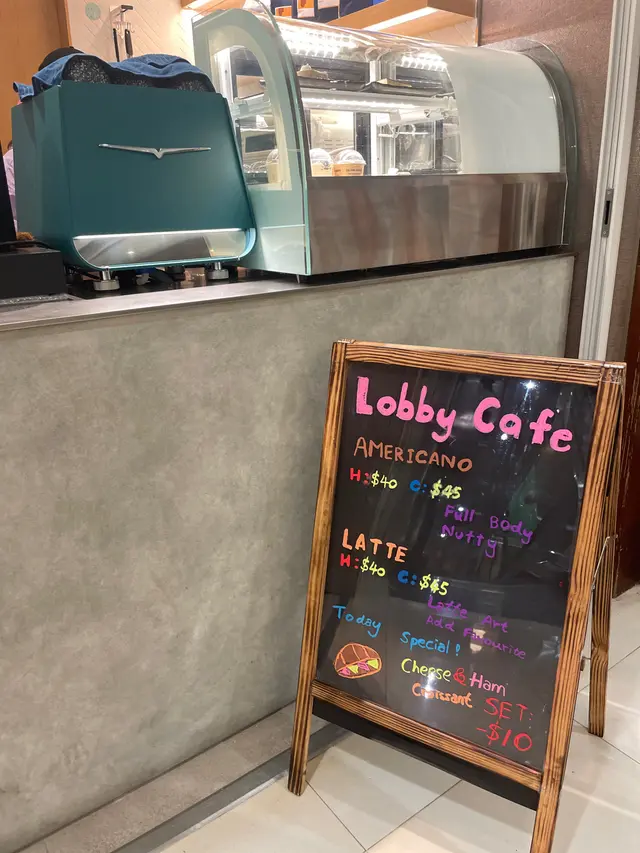 Lobby Cafe
AMERICANO
H:$40 C:$45
Full Body
Nutty
LATTE
H:$40 C:$45
Latte Art
Add Favourite
Today
Special!
Cheese & Ham
Croissant SET:
-$10